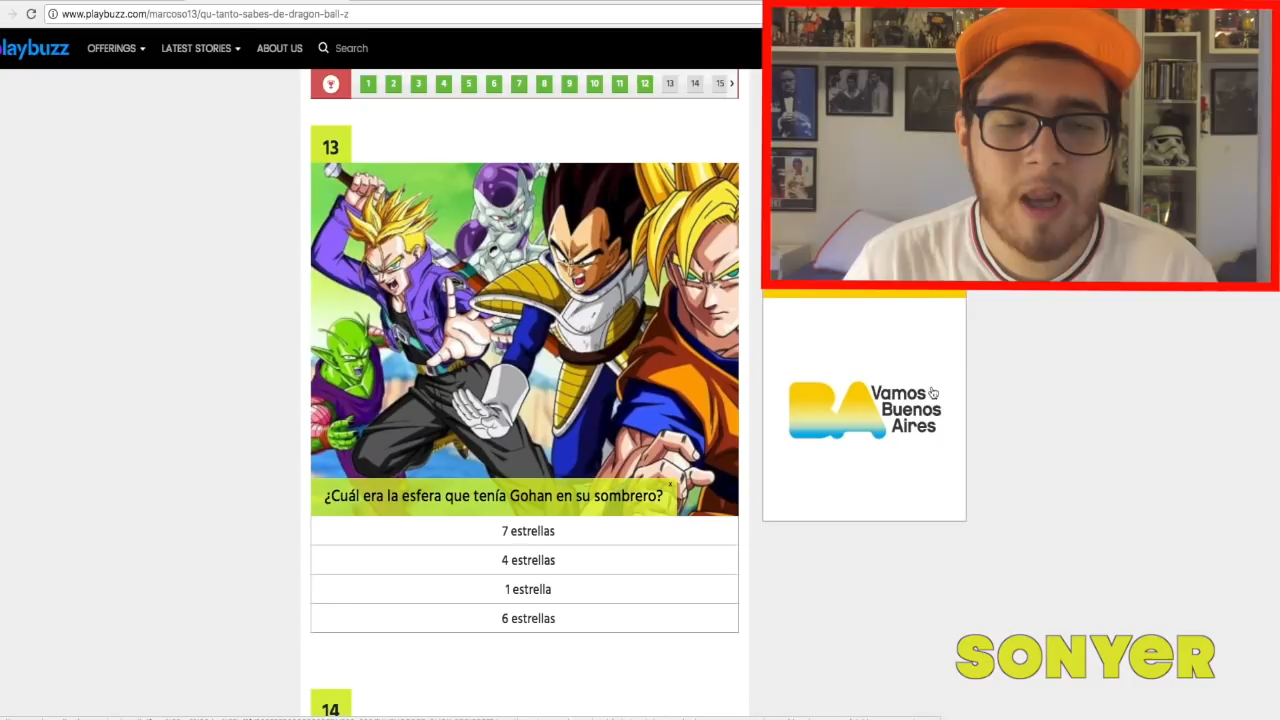 www.playbuzz.com/marcoso13/qu-tanto-sabes-de-dragon-ball-z
laybuzz
OFFERINGS
LATEST STORIES
ABOUT US
Search
1 2 3 4 5 6 7 8 9 10 11 12 13 14 15
13
¿Cuál era la esfera que tenía Gohan en su sombrero?
x
7 estrellas
4 estrellas
1 estrella
6 estrellas
14
BA
Vamos
Buenos
Aires
SONYER